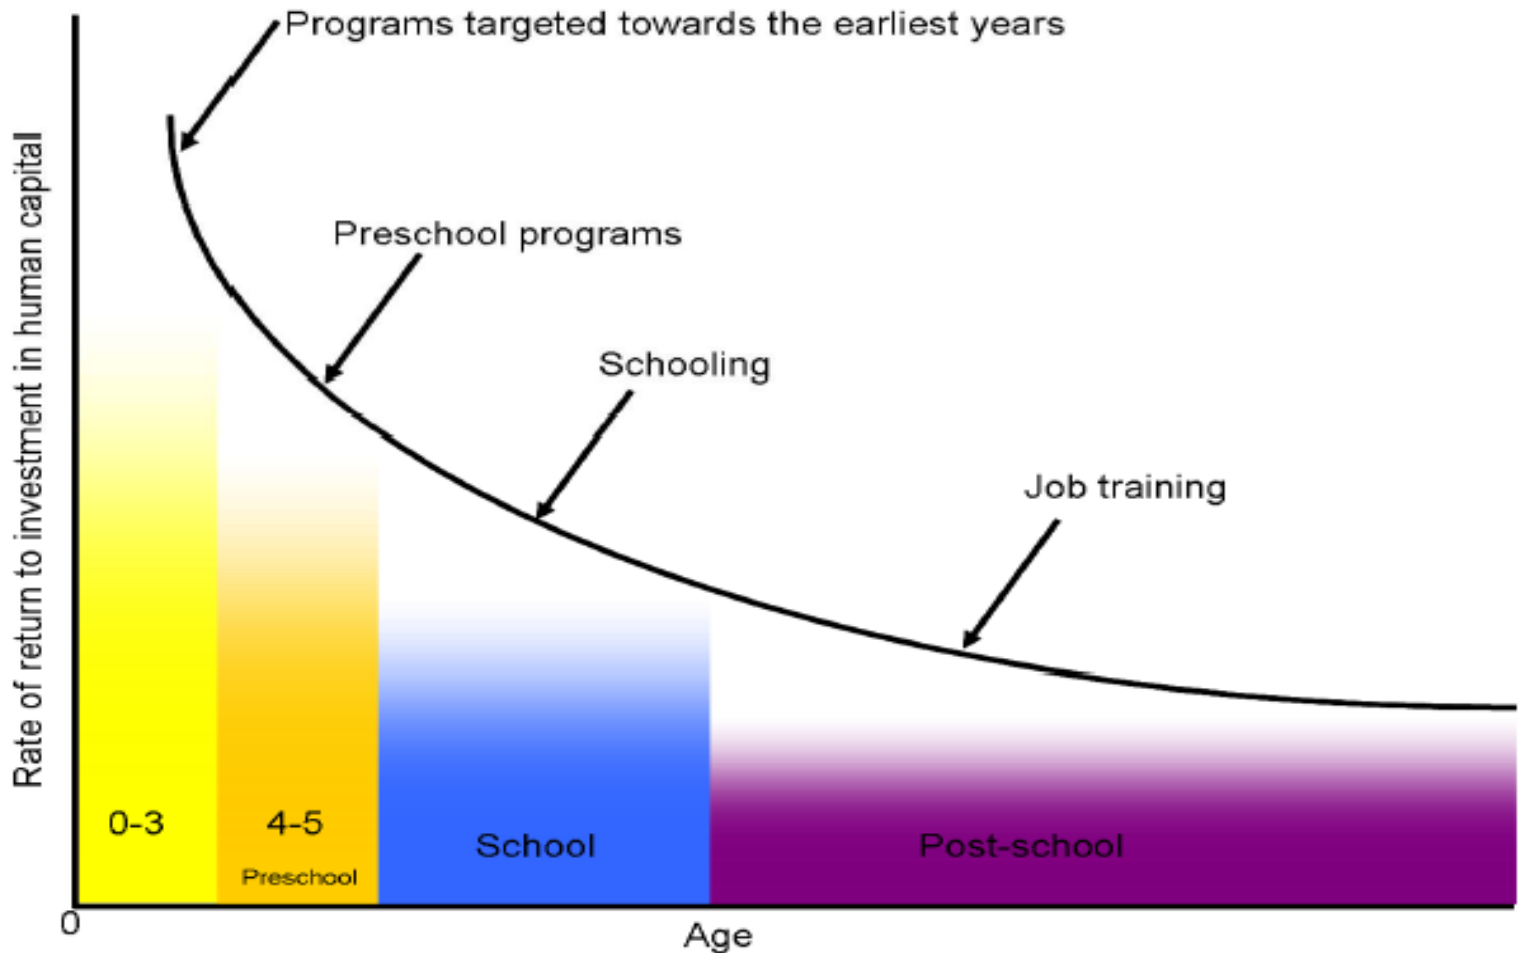 Programs targeted towards the earliest years
Preschool programs
Schooling
Job training
Rate of return to investment in human capital
0-3
4-5
Preschool
School
Post-school
0
Age